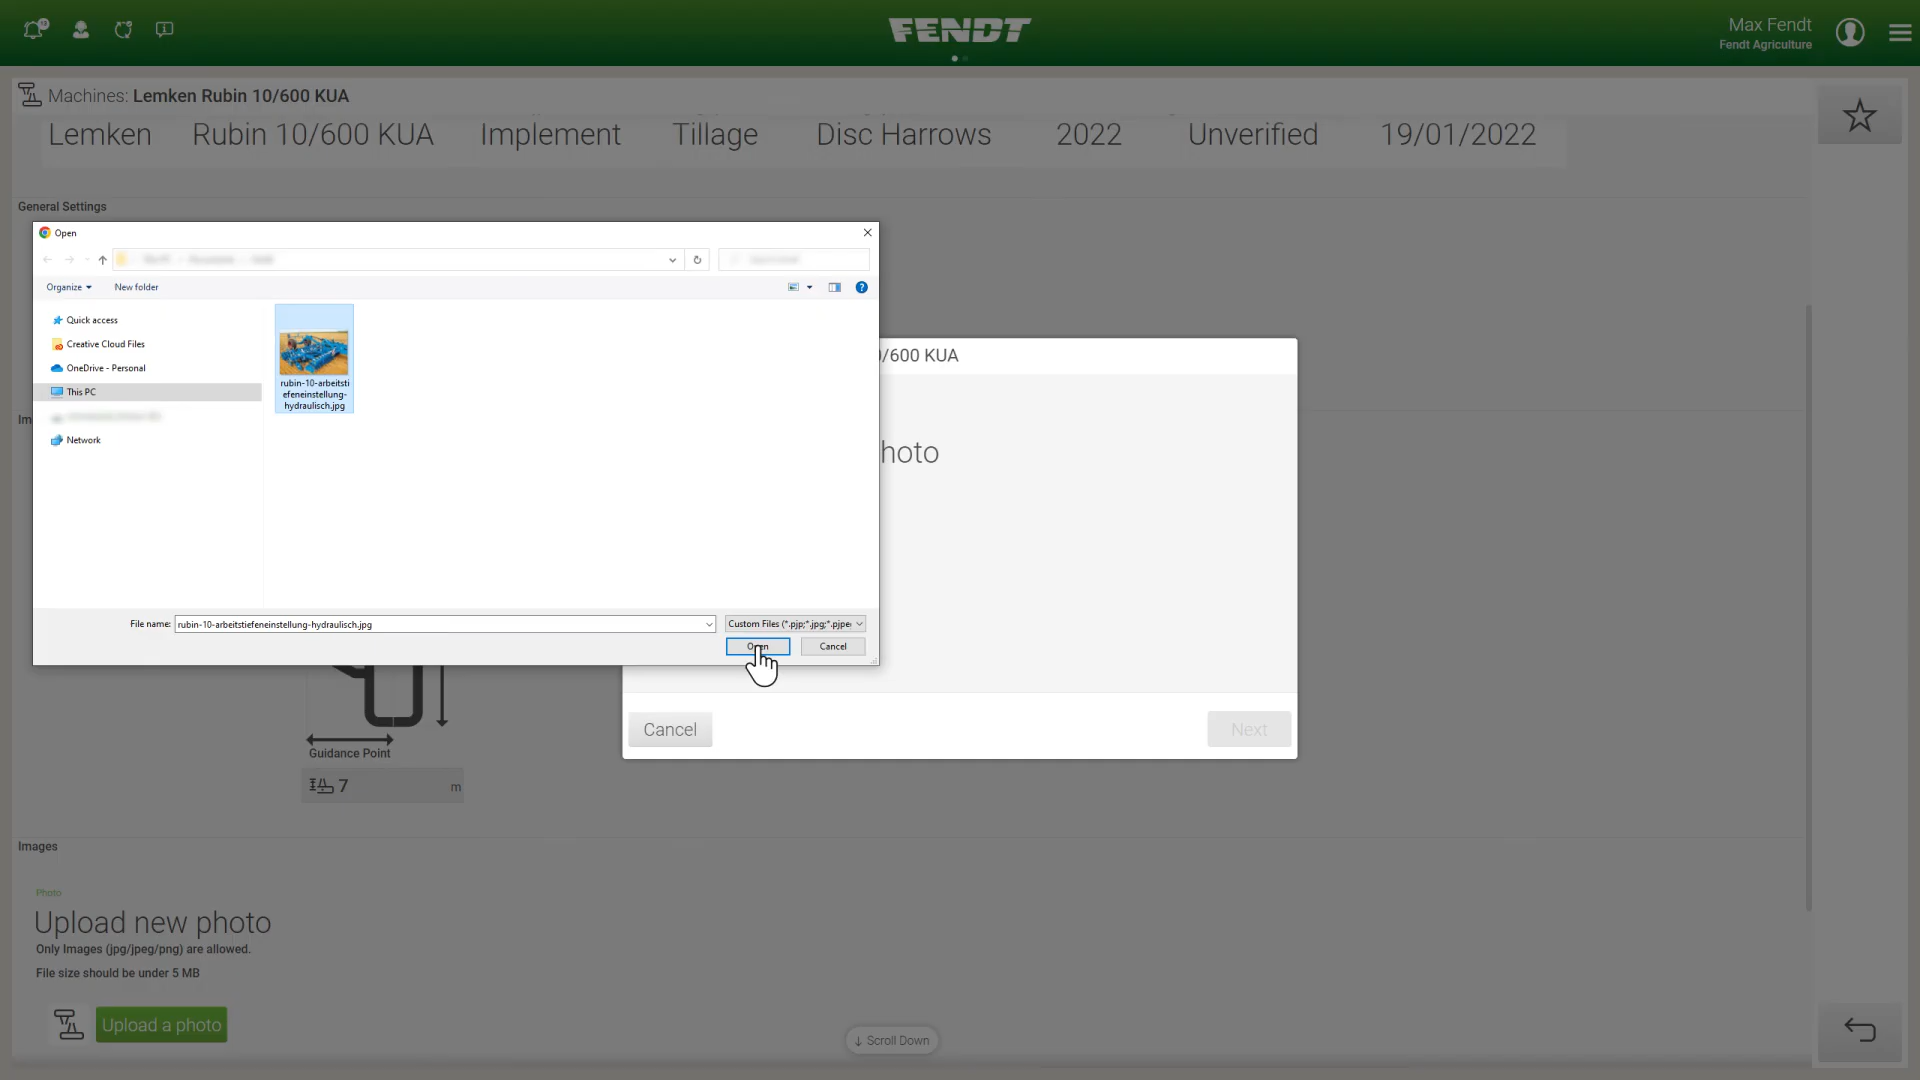 18
FENDT
Max Fendt
Fendt Agriculture
Machines: Lemken Rubin 10/600 KUA
Lemken Rubin 10/600 KUA Implement Tillage Disc Harrows 2022 Unverified 19/01/2022
General Settings
Open
Organize New folder
Quick access
Creative Cloud Files
OneDrive - Personal
This PC
Network
rubin-10-arbeitsti
efeneinstellung-
hydraulisch.jpg
File name: rubin-10-arbeitstiefeneinstellung-hydraulisch.jpg Custom Files (*.pjp;*.jpg;*.pjpe
Open Cancel
/600 KUA
hoto
Cancel Next
Im
Guidance Point
7 m
Images
Photo
Upload new photo
Only Images (jpg/jpeg/png) are allowed.
File size should be under 5 MB
Upload a photo
↓ Scroll Down